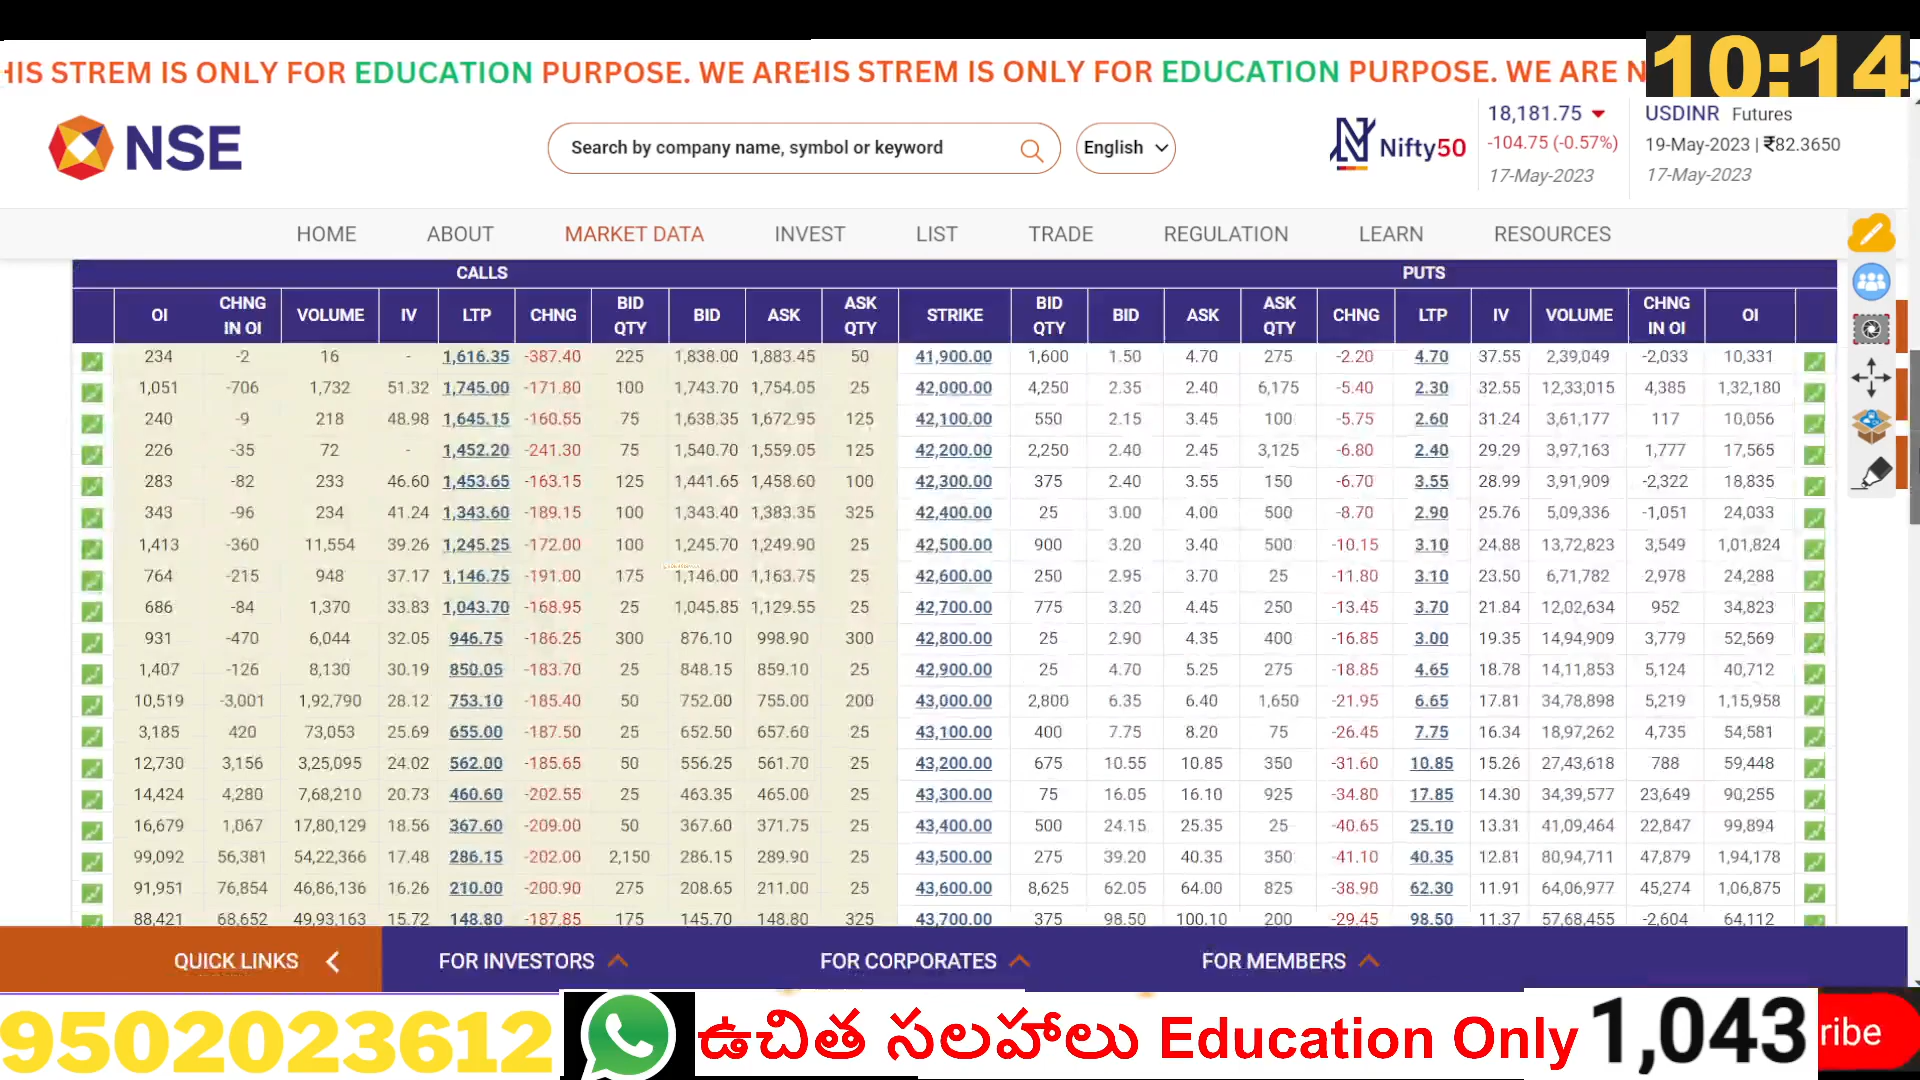 HIS STREM IS ONLY FOR EDUCATION PURPOSE. WE ARE HIS STREM IS ONLY FOR EDUCATION PURPOSE. WE ARE N
10:14
NSE
Search by company name, symbol or keyword
English
Nifty50
18,181.75
-104.75 (-0.57%)
17-May-2023
USDINR Futures
19-May-2023 | ₹82.3650
17-May-2023
HOME ABOUT MARKET DATA INVEST LIST TRADE REGULATION LEARN RESOURCES
CALLS PUTS
OI CHNG IN OI VOLUME IV LTP CHNG BID QTY BID ASK ASK QTY STRIKE BID QTY BID ASK ASK QTY CHNG LTP IV VOLUME CHNG IN OI OI
234 -2 16 - 1,616.35 -387.40 225 1,838.00 1,883.45 50 41,900.00 1,600 1.50 4.70 275 -2.20 4.70 37.55 2,39,049 -2,033 10,331
1,051 -706 1,732 51.32 1,745.00 -171.80 100 1,743.70 1,754.05 25 42,000.00 4,250 2.35 2.40 6,175 -5.40 2.30 32.55 12,33,015 4,385 1,32,180
240 -9 218 48.98 1,645.15 -160.55 75 1,638.35 1,672.95 125 42,100.00 550 2.15 3.45 100 -5.75 2.60 31.24 3,61,177 117 10,056
226 -35 72 - 1,452.20 -241.30 75 1,540.70 1,559.05 125 42,200.00 2,250 2.40 2.45 3,125 -6.80 2.40 29.29 3,97,163 1,777 17,565
283 -82 233 46.60 1,453.65 -163.15 125 1,441.65 1,458.60 100 42,300.00 375 2.40 3.55 150 -6.70 3.55 28.99 3,91,909 -2,322 18,835
343 -96 234 41.24 1,343.60 -189.15 100 1,343.40 1,383.35 325 42,400.00 25 3.00 4.00 500 -8.70 2.90 25.76 5,09,336 -1,051 24,033
1,413 -360 11,554 39.26 1,245.25 -172.00 100 1,245.70 1,249.90 25 42,500.00 900 3.20 3.40 500 -10.15 3.10 24.88 13,72,823 3,549 1,01,824
764 -215 948 37.17 1,146.75 -191.00 175 1,146.00 1,163.75 25 42,600.00 250 2.95 3.70 25 -11.80 3.10 23.50 6,71,782 2,978 24,288
686 -84 1,370 33.83 1,043.70 -168.95 25 1,045.85 1,129.55 25 42,700.00 775 3.20 4.45 250 -13.45 3.70 21.84 12,02,634 952 34,823
931 -470 6,044 32.05 946.75 -186.25 300 876.10 998.90 300 42,800.00 25 2.90 4.35 400 -16.85 3.00 19.35 14,94,909 3,779 52,569
1,407 -126 8,130 30.19 850.05 -183.70 25 848.15 859.10 25 42,900.00 25 4.70 5.25 275 -18.85 4.65 18.78 14,11,853 5,124 40,712
10,519 -3,001 1,92,790 28.12 753.10 -185.40 50 752.00 755.00 200 43,000.00 2,800 6.35 6.40 1,650 -21.95 6.65 17.81 34,78,898 5,219 1,15,958
3,185 420 73,053 25.69 655.00 -187.50 25 652.50 657.60 25 43,100.00 400 7.75 8.20 75 -26.45 7.75 16.34 18,97,262 4,735 54,581
12,730 3,156 3,25,095 24.02 562.00 -185.65 50 556.25 561.70 25 43,200.00 675 10.55 10.85 350 -31.60 10.85 15.26 27,43,618 788 59,448
14,424 4,280 7,68,210 20.73 460.60 -202.55 25 463.35 465.00 25 43,300.00 75 16.05 16.10 925 -34.80 17.85 14.30 34,39,577 23,649 90,255
16,679 1,067 17,80,129 18.56 367.60 -209.00 50 367.60 371.75 25 43,400.00 500 24.15 25.35 25 -40.65 25.10 13.31 41,09,464 22,847 99,894
99,092 56,381 54,22,366 17.48 286.15 -202.00 2,150 286.15 289.90 25 43,500.00 275 39.20 40.35 350 -41.10 40.35 12.81 80,94,711 47,879 1,94,178
91,951 76,854 46,86,136 16.26 210.00 -200.90 275 208.65 211.00 25 43,600.00 8,625 62.05 64.00 825 -38.90 62.30 11.91 64,06,977 45,274 1,06,875
88,421 68,652 49,93,163 15.72 148.80 -187.85 175 145.70 148.80 325 43,700.00 375 98.50 100.10 200 -29.45 98.50 11.37 57,68,455 -2,604 64,112
QUICK LINKS FOR INVESTORS FOR CORPORATES FOR MEMBERS
9502023612 ఉచిత సలహాలు Education Only 1,043 ribe